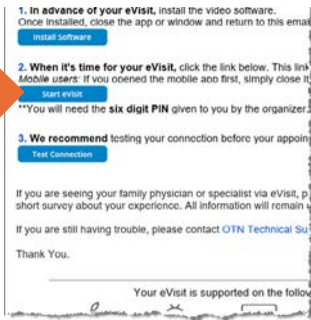 1. In advance of your eVisit, install the video software.
Once installed, close the app or window and return to this emai
Install Software
2. When it's time for your eVisit, click the link below. This link
Mobile users: If you opened the mobile app first, simply close it
Start eVisit
**You will need the six digit PIN given to you by the organizer.
3. We recommend testing your connection before your appoin
Test Connection
If you are seeing your family physician or specialist via eVisit, p
short survey about your experience. All information will remain
If you are still having trouble, please contact OTN Technical Su
Thank You.
Your eVisit is supported on the follow